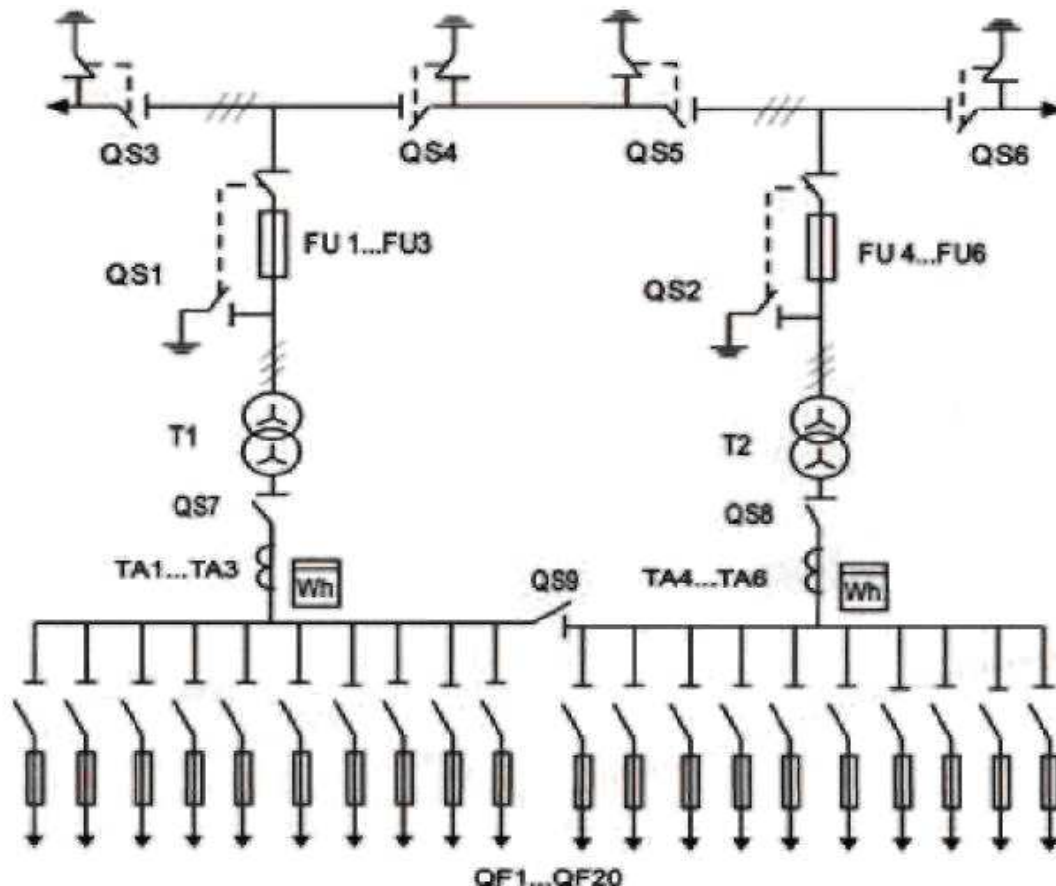 QS3
QS4
QS5
QS6
FU 1...FU3
FU 4...FU6
QS1
QS2
T1
T2
QS7
QS8
TA1...TA3
Wh
QS9
TA4...TA6
Wh
QF1...QF20